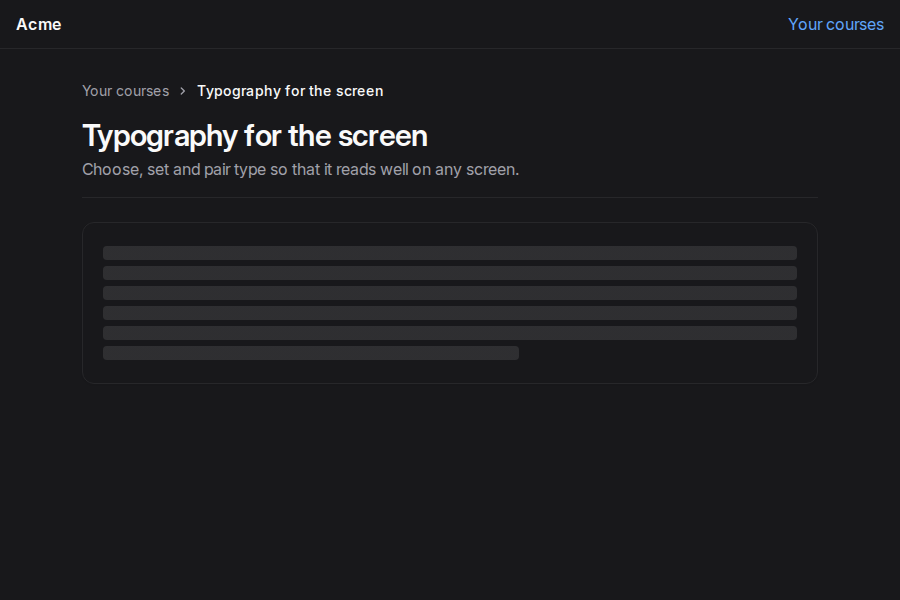 Acme
Your courses
Your courses > Typography for the screen
Typography for the screen
Choose, set and pair type so that it reads well on any screen.